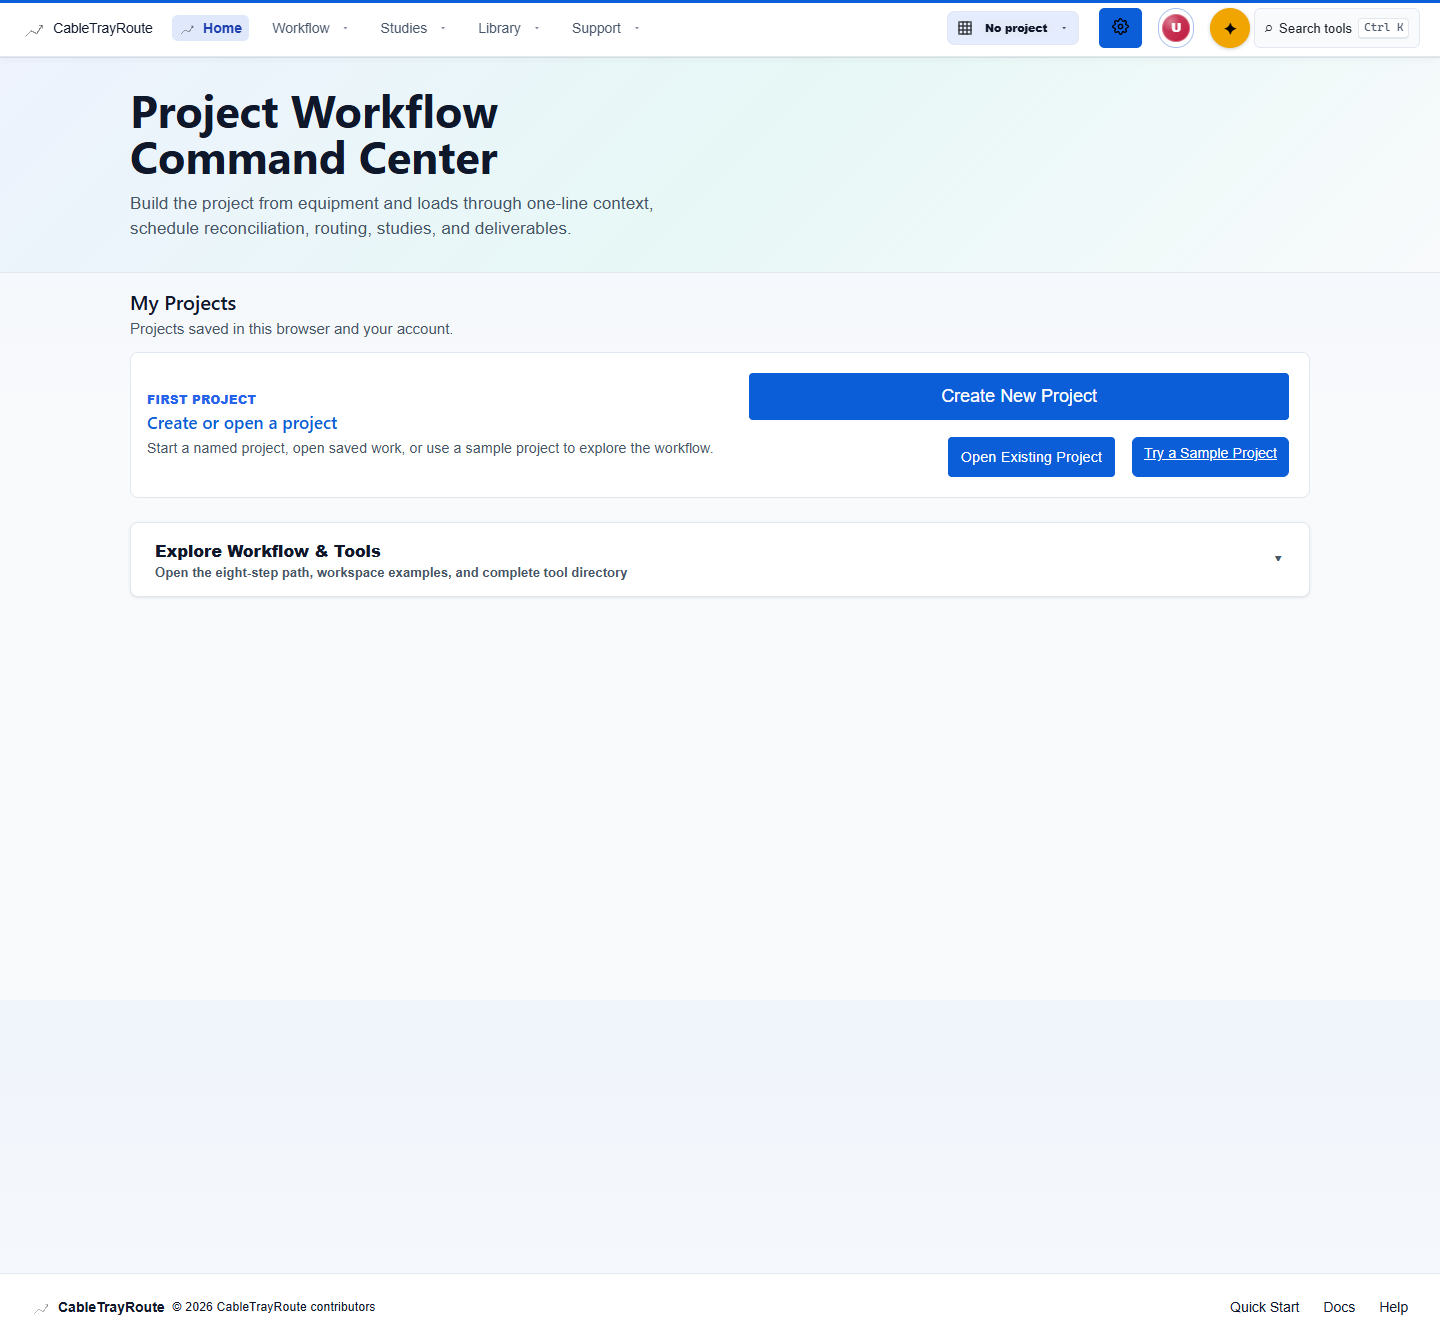 CableTrayRoute
Home
Workflow
Studies
Library
Support
No project
U
Search tools
Ctrl K
Project Workflow
Command Center
Build the project from equipment and loads through one-line context,
schedule reconciliation, routing, studies, and deliverables.
My Projects
Projects saved in this browser and your account.
FIRST PROJECT
Create or open a project
Start a named project, open saved work, or use a sample project to explore the workflow.
Create New Project
Open Existing Project
Try a Sample Project
Explore Workflow & Tools
Open the eight-step path, workspace examples, and complete tool directory
CableTrayRoute © 2026 CableTrayRoute contributors
Quick Start
Docs
Help